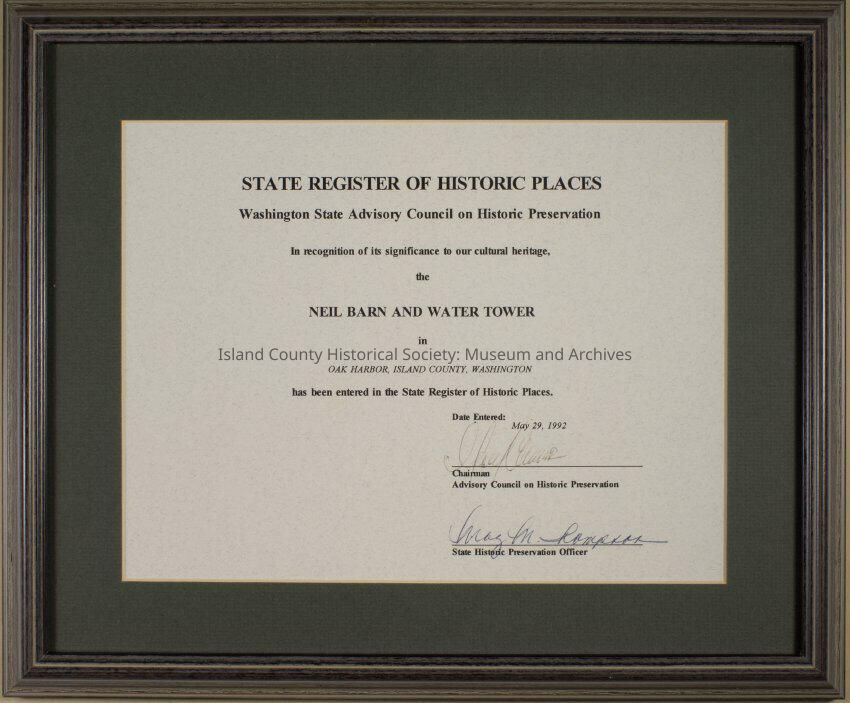 STATE REGISTER OF HISTORIC PLACES
Washington State Advisory Council on Historic Preservation
In recognition of its significance to our cultural heritage,
the
NEIL BARN AND WATER TOWER
in
Island County Historical Society: Museum and Archives
OAK HARBOR, ISLAND COUNTY, WASHINGTON
has been entered in the State Register of Historic Places.
Date Entered:
May 29, 1992
Chairman
Advisory Council on Historic Preservation
M. Thompson
State Historic Preservation Officer